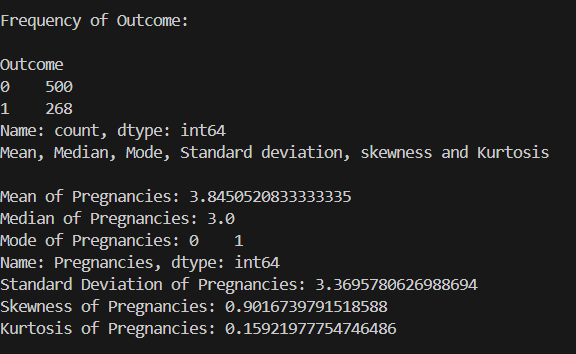 Frequency of Outcome:
Outcome
0    500
1    268
Name: count, dtype: int64
Mean, Median, Mode, Standard deviation, skewness and Kurtosis
Mean of Pregnancies: 3.8450520833333335
Median of Pregnancies: 3.0
Mode of Pregnancies: 0    1
Name: Pregnancies, dtype: int64
Standard Deviation of Pregnancies: 3.3695780626988694
Skewness of Pregnancies: 0.9016739791518588
Kurtosis of Pregnancies: 0.15921977754746486